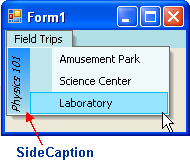 Form1
Field Trips
Physics 101
Amusement Park
Science Center
Laboratory
SideCaption